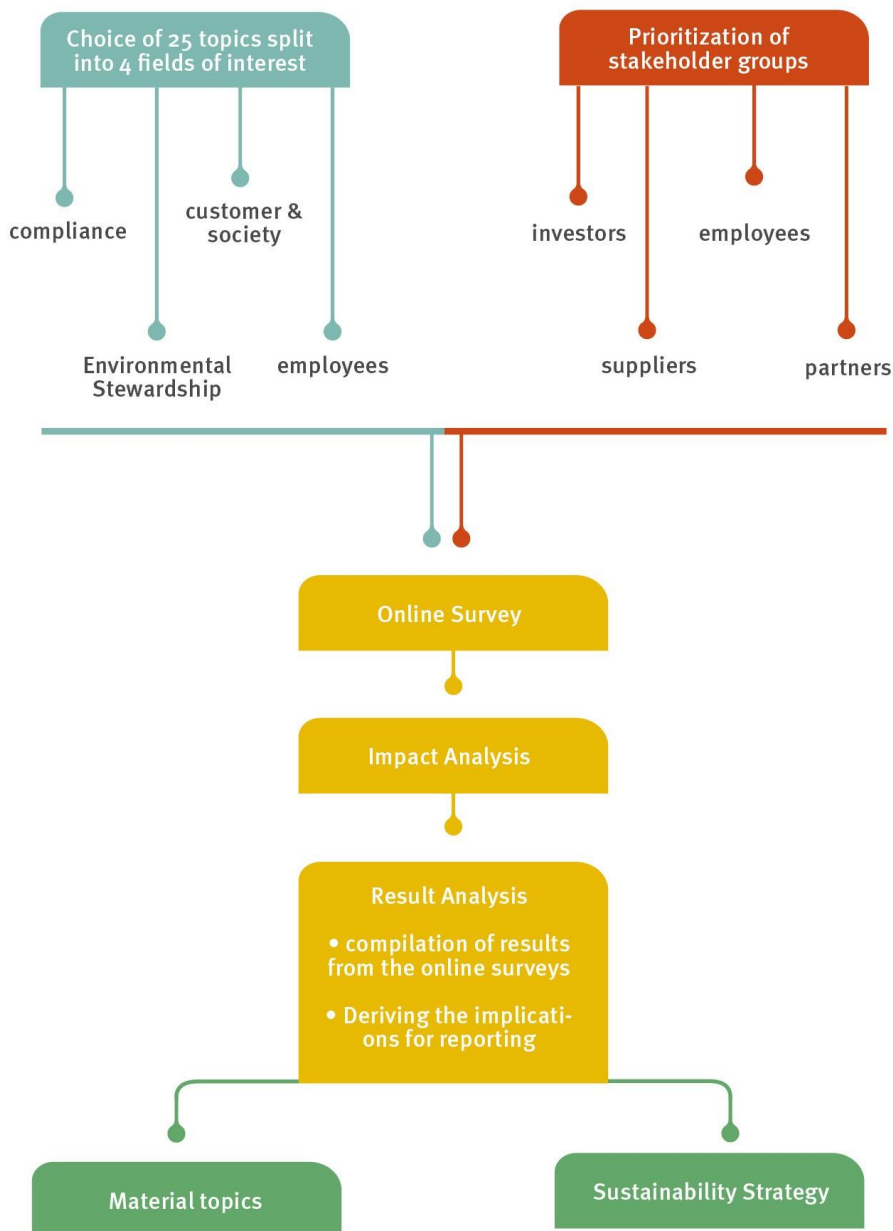 Choice of 25 topics split
into 4 fields of interest
Prioritization of
stakeholder groups
compliance
customer &
society
investors
employees
Environmental
Stewardship
employees
suppliers
partners
Online Survey
Impact Analysis
Result Analysis
• compilation of results
from the online surveys
• Deriving the implicati-
ons for reporting
Material topics
Sustainability Strategy